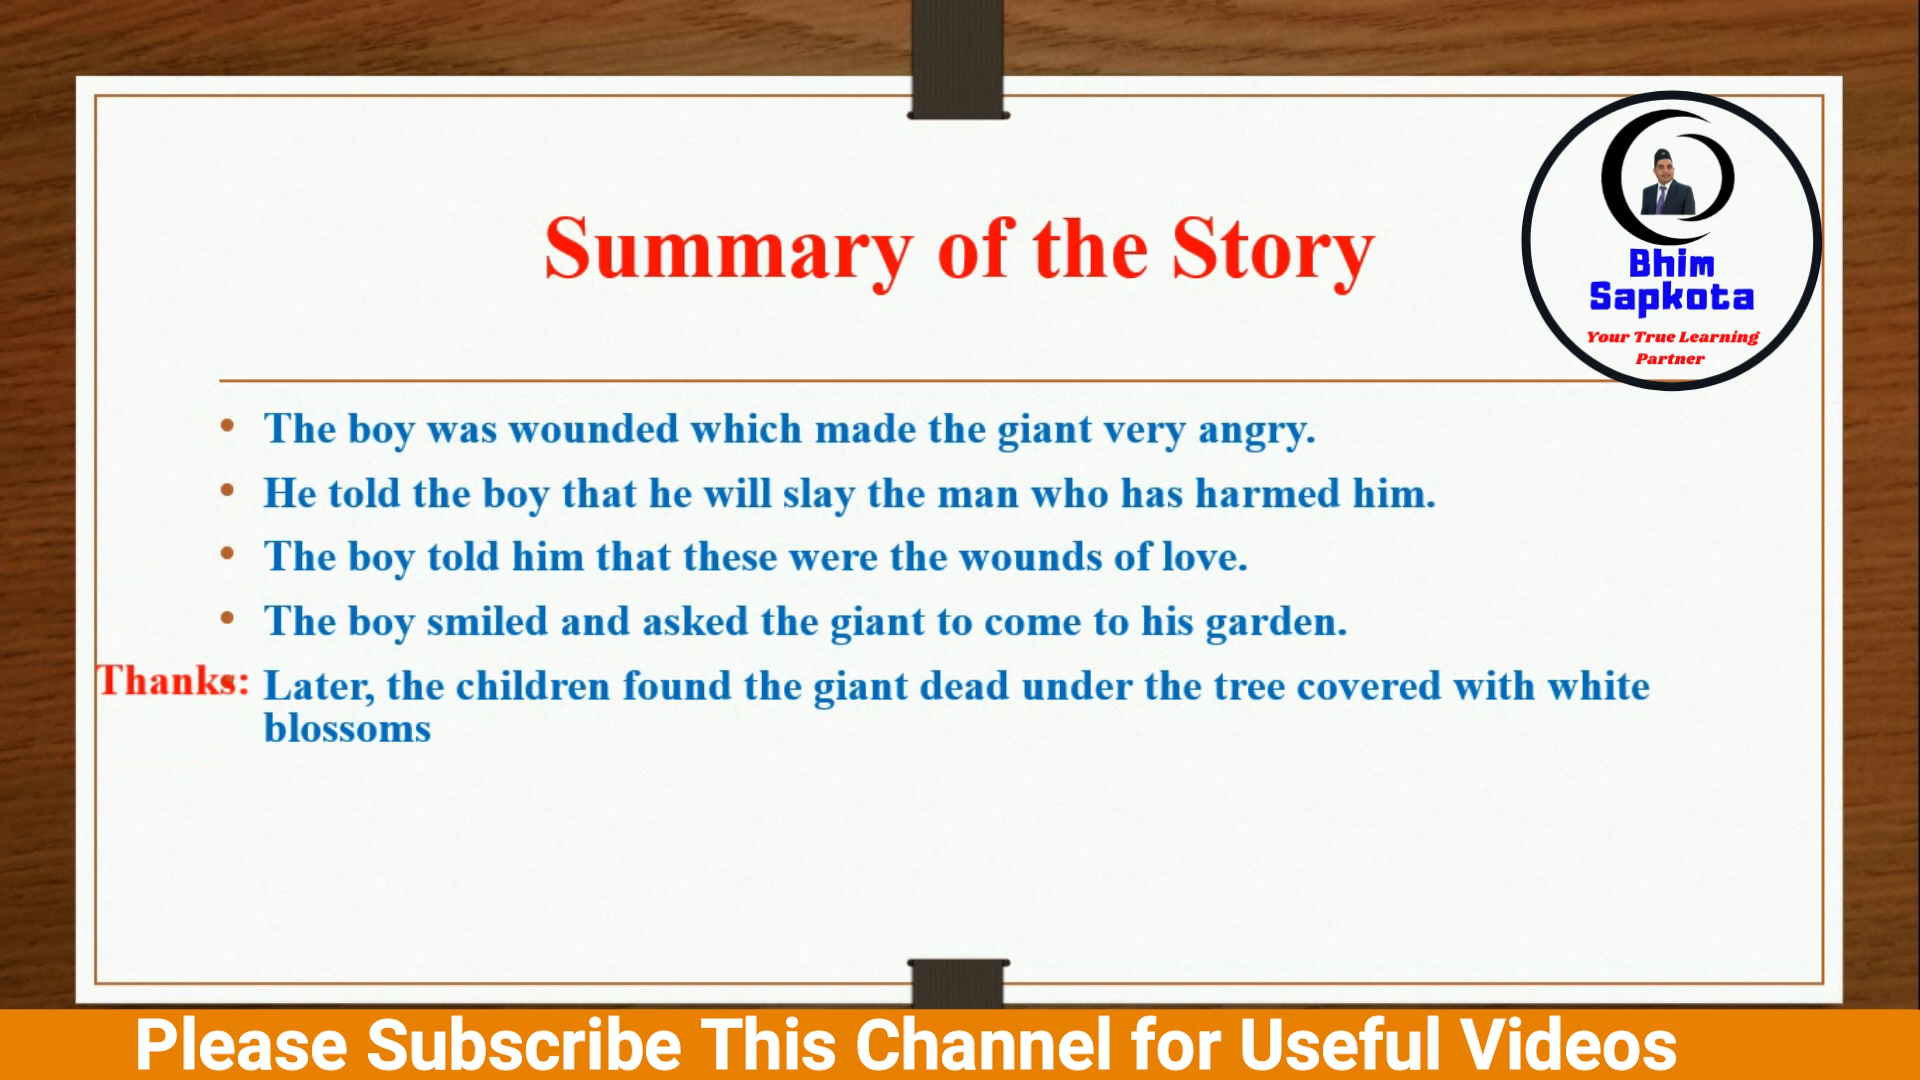 Summary of the Story
Bhim
Sapkota
Your True Learning
Partner
• The boy was wounded which made the giant very angry.
• He told the boy that he will slay the man who has harmed him.
• The boy told him that these were the wounds of love.
• The boy smiled and asked the giant to come to his garden.
Thanks: Later, the children found the giant dead under the tree covered with white
blossoms
Please Subscribe This Channel for Useful Videos